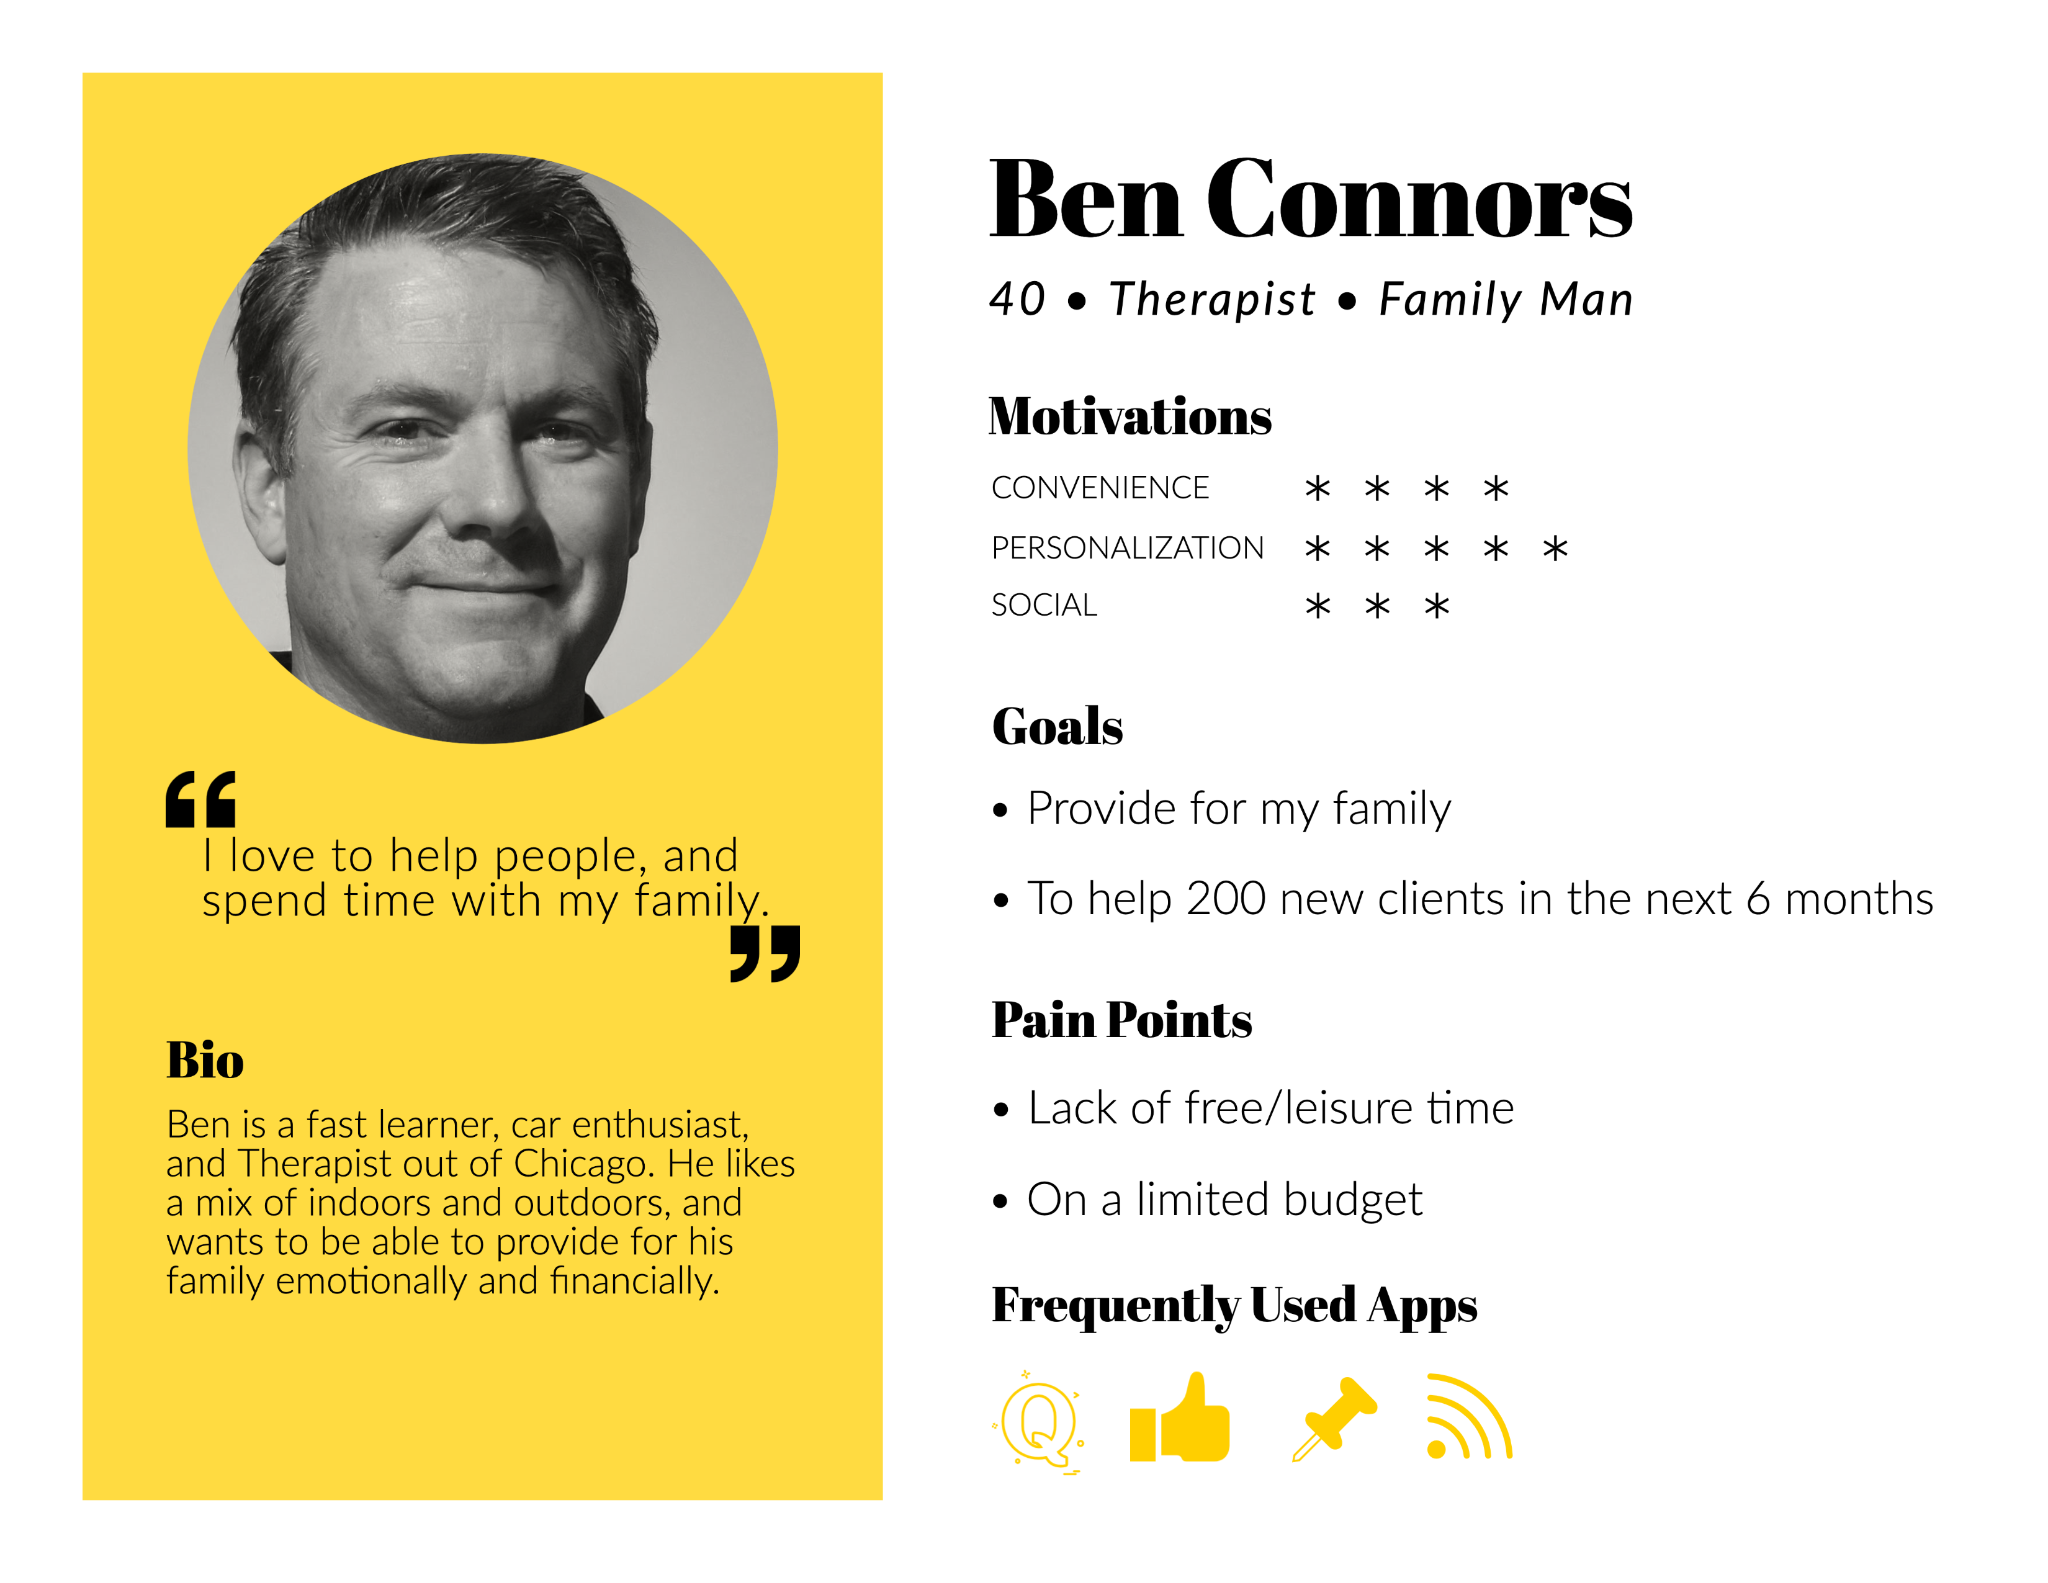 “
I love to help people, and
spend time with my family.
”
Bio
Ben is a fast learner, car enthusiast,
and Therapist out of Chicago. He likes
a mix of indoors and outdoors, and
wants to be able to provide for his
family emotionally and financially.
Ben Connors
40 • Therapist • Family Man
Motivations
CONVENIENCE * * * *
PERSONALIZATION * * * * *
SOCIAL * * *
Goals
• Provide for my family
• To help 200 new clients in the next 6 months
Pain Points
• Lack of free/leisure time
• On a limited budget
Frequently Used Apps
Q